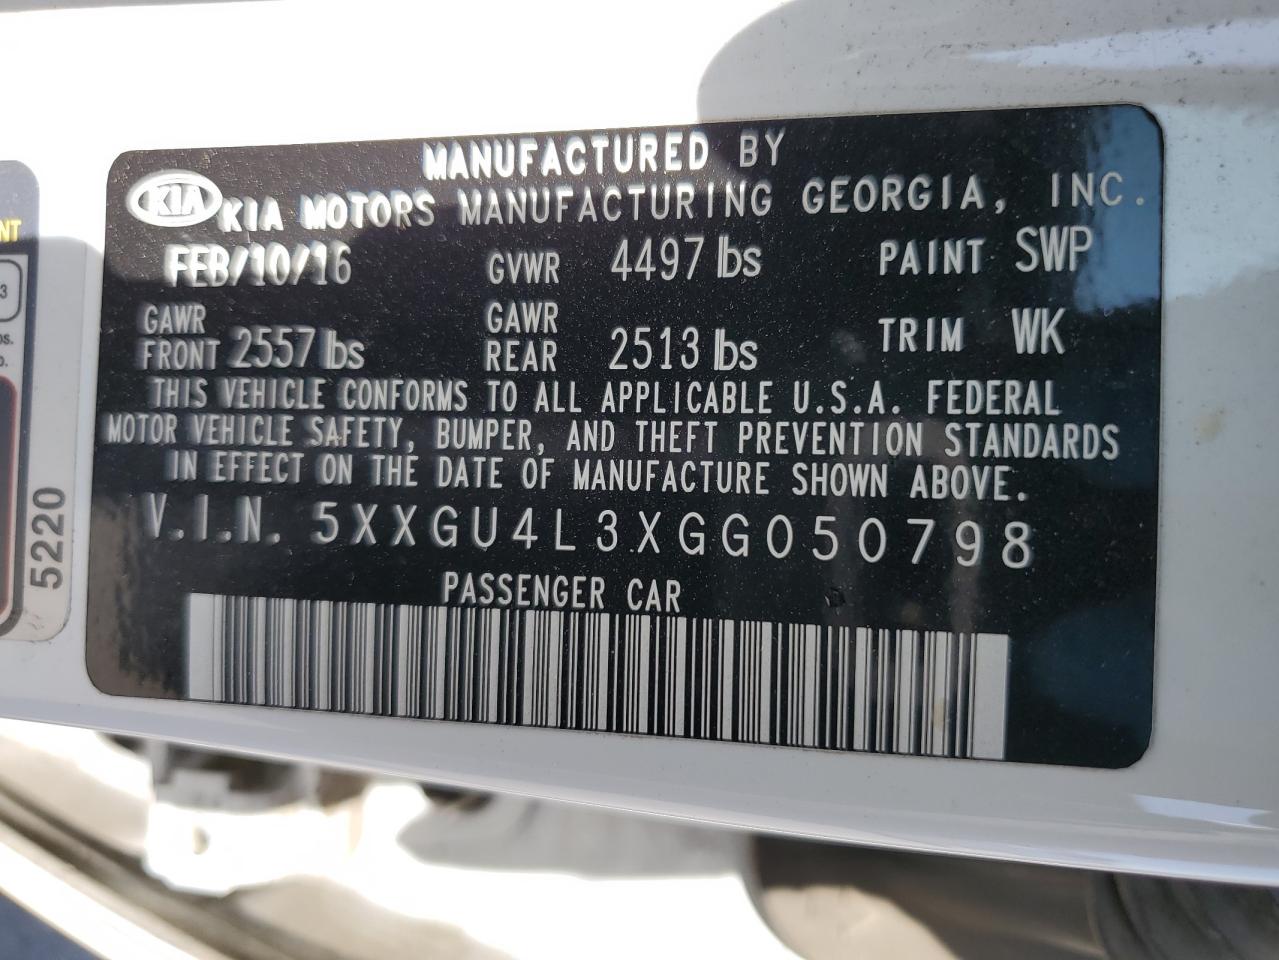 MANUFACTURED BY
KIA KIA MOTORS MANUFACTURING GEORGIA, INC.
FEB/10/16 GVWR 4497 lbs PAINT SWP
GAWR FRONT 2557 lbs GAWR REAR 2513 lbs TRIM WK
THIS VEHICLE CONFORMS TO ALL APPLICABLE U.S.A. FEDERAL
MOTOR VEHICLE SAFETY, BUMPER, AND THEFT PREVENTION STANDARDS
IN EFFECT ON THE DATE OF MANUFACTURE SHOWN ABOVE.
V.I.N. 5XXGU4L3XGG050798
PASSENGER CAR
5220
NT
3